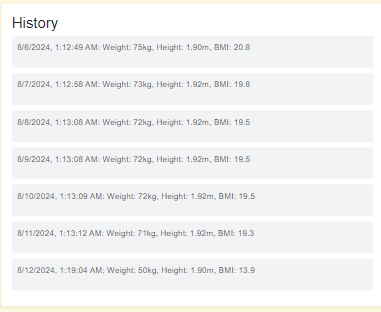 History
8/6/2024, 1:12:49 AM: Weight: 75kg, Height: 1.90m, BMI: 20.8
8/7/2024, 1:12:58 AM: Weight: 73kg, Height: 1.92m, BMI: 19.8
8/8/2024, 1:13:08 AM: Weight: 72kg, Height: 1.92m, BMI: 19.5
8/9/2024, 1:13:08 AM: Weight: 72kg, Height: 1.92m, BMI: 19.5
8/10/2024, 1:13:09 AM: Weight: 72kg, Height: 1.92m, BMI: 19.5
8/11/2024, 1:13:12 AM: Weight: 71kg, Height: 1.92m, BMI: 19.3
8/12/2024, 1:19:04 AM: Weight: 50kg, Height: 1.90m, BMI: 13.9